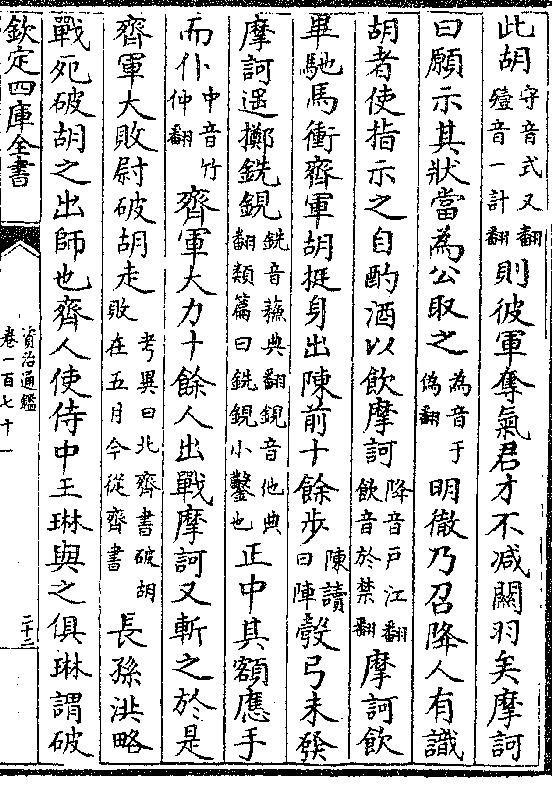 此胡守音式又翻殪音一計翻則彼軍奪氣君才不减關羽矣摩訶
曰願示其狀當為公取之為音于偽翻明徹乃召降人有識
胡者使指示之自酌酒以飲摩訶降音戸江翻飲音於禁翻摩訶飲
畢馳馬衝齊軍胡挺身出陳前十餘步陳讀曰陣彀弓未發
摩訶遥擲銑鋧銑音蘓典翻鋧音他典翻類篇曰銑鋧小鑿也正中其額應手
而仆中音竹仲翻齊軍大力十餘人出戰摩訶又斬之於是
齊軍大敗尉破胡走考異曰北齊書破胡敗在五月今從齊書長孫洪略
戰死破胡之出師也齊人使侍中王琳與之俱琳謂破
欽定四庫全書
資治通鑑
卷一百七十一
二十二